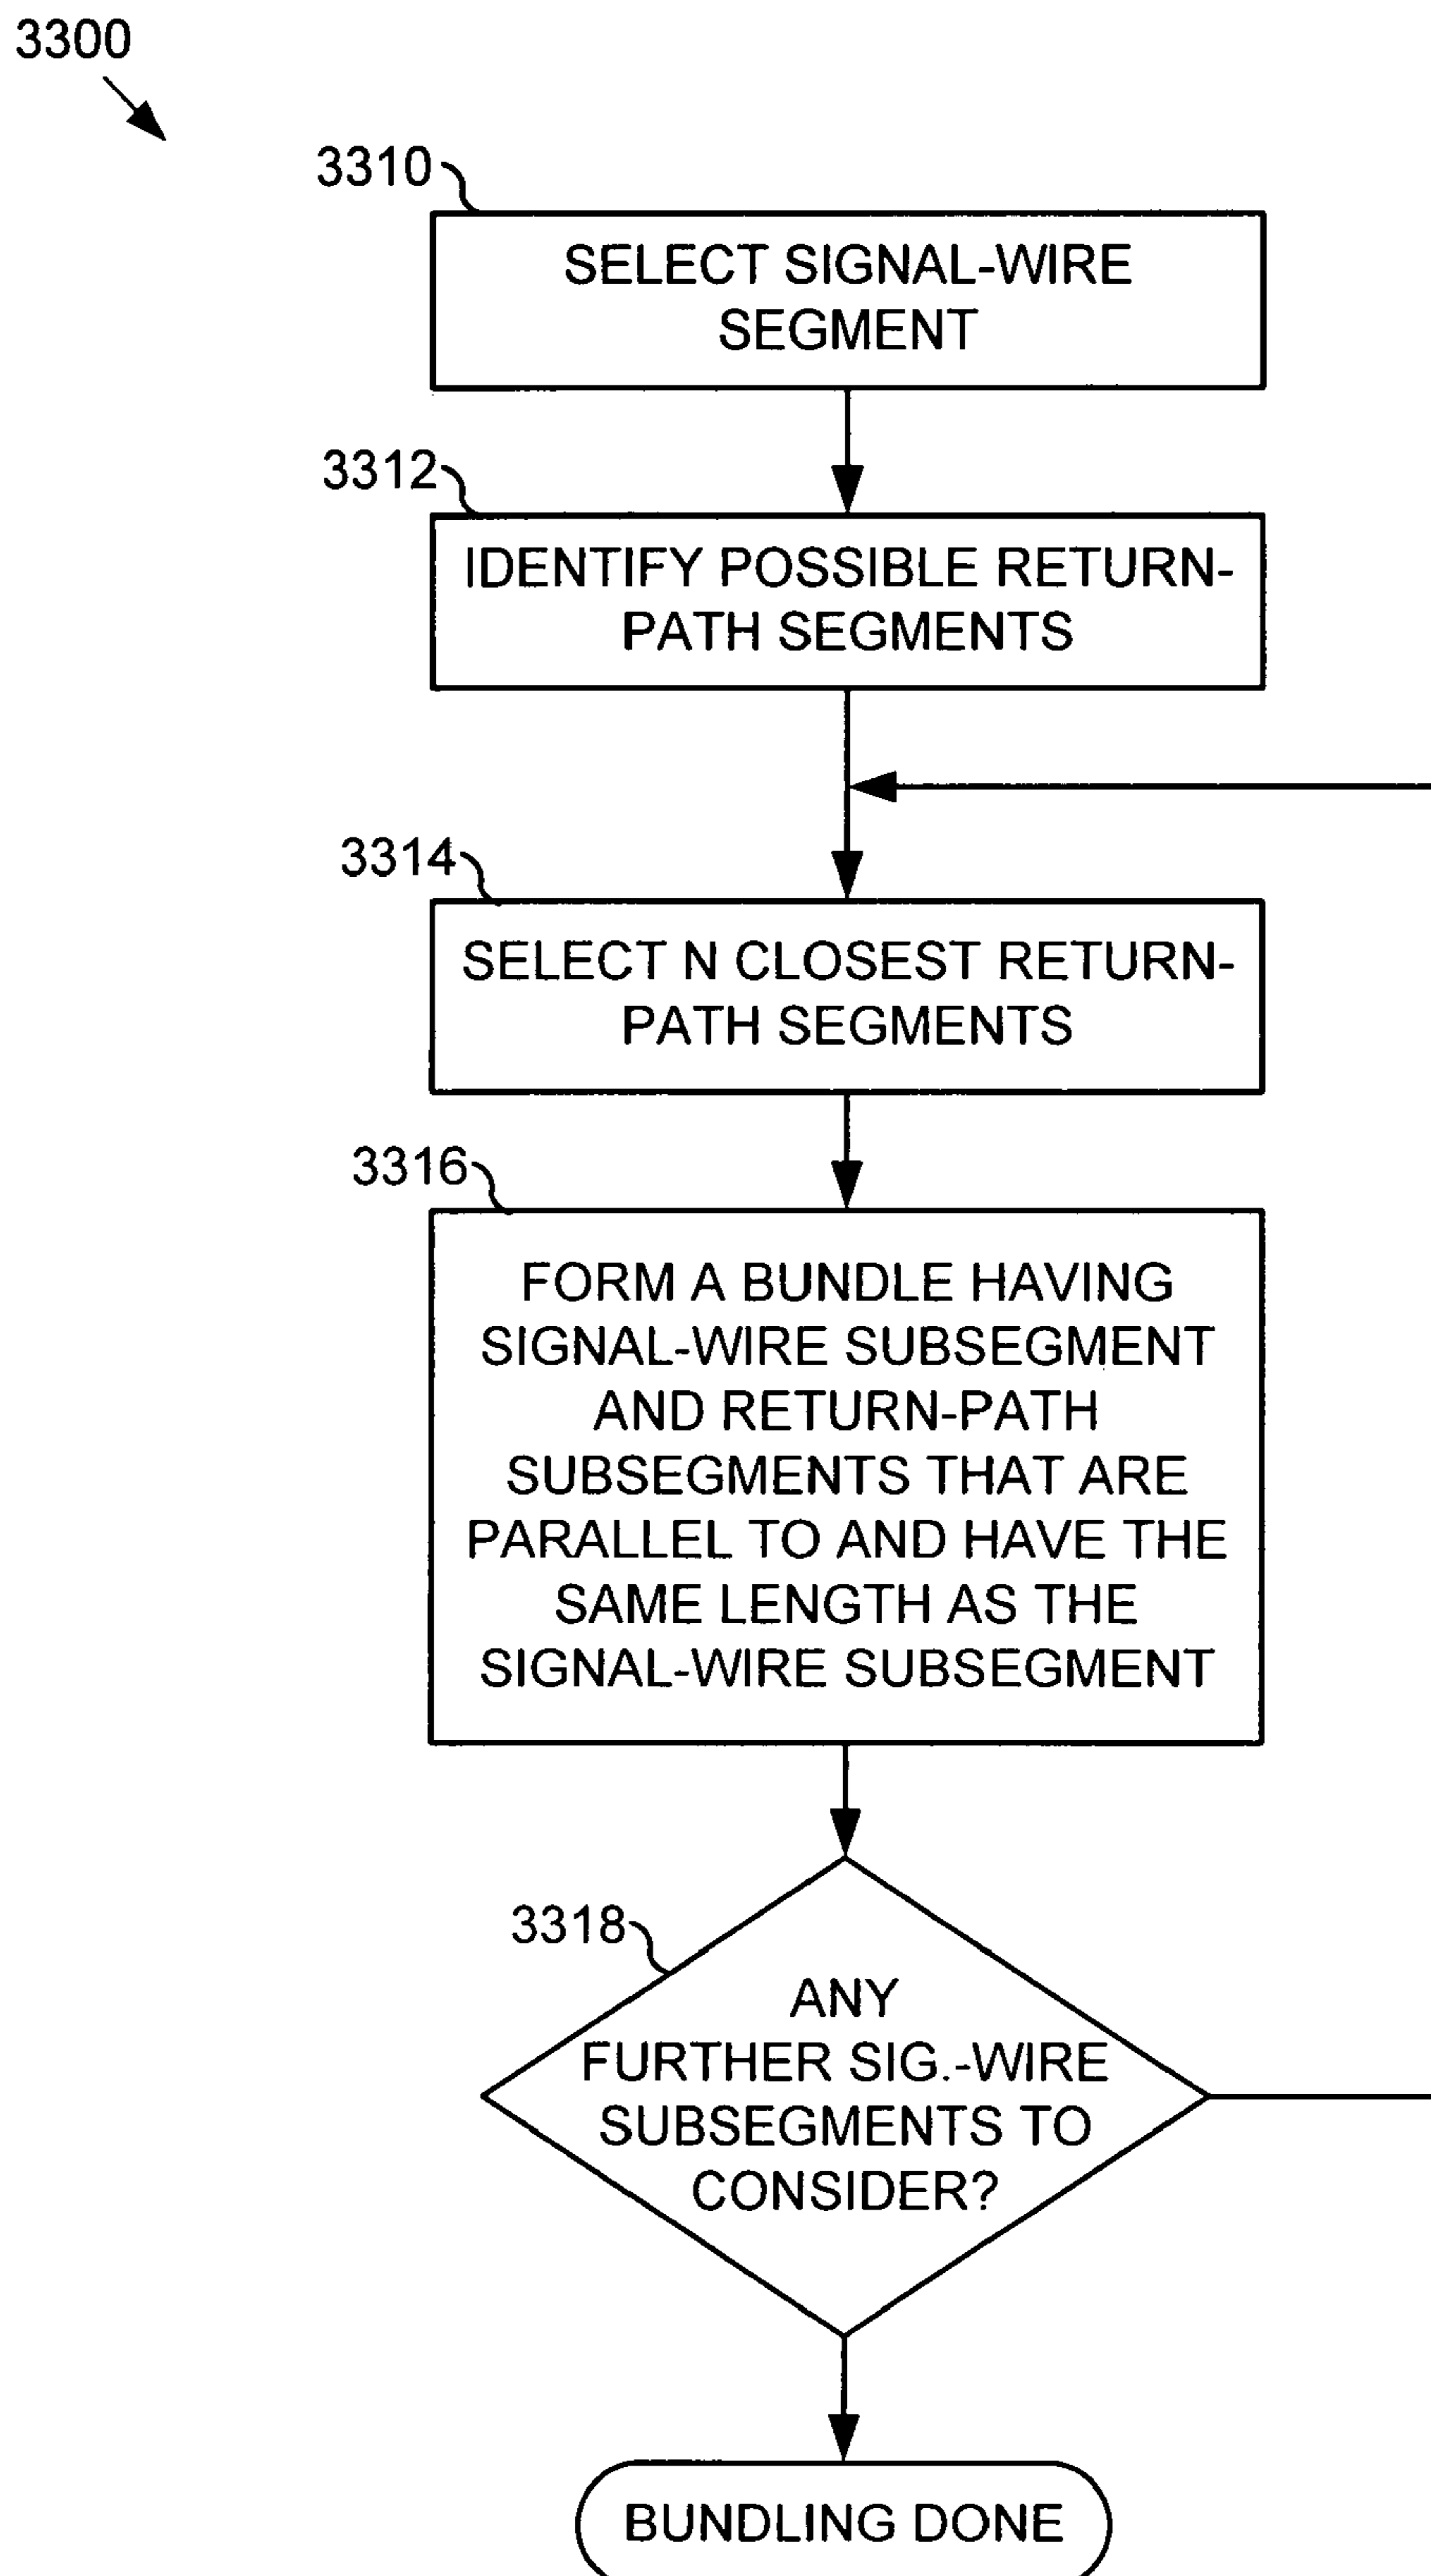 3300
3310
SELECT SIGNAL-WIRE
SEGMENT
3312
IDENTIFY POSSIBLE RETURN-
PATH SEGMENTS
3314
SELECT N CLOSEST RETURN-
PATH SEGMENTS
3316
FORM A BUNDLE HAVING
SIGNAL-WIRE SUBSEGMENT
AND RETURN-PATH
SUBSEGMENTS THAT ARE
PARALLEL TO AND HAVE THE
SAME LENGTH AS THE
SIGNAL-WIRE SUBSEGMENT
3318
ANY
FURTHER SIG.-WIRE
SUBSEGMENTS TO
CONSIDER?
BUNDLING DONE